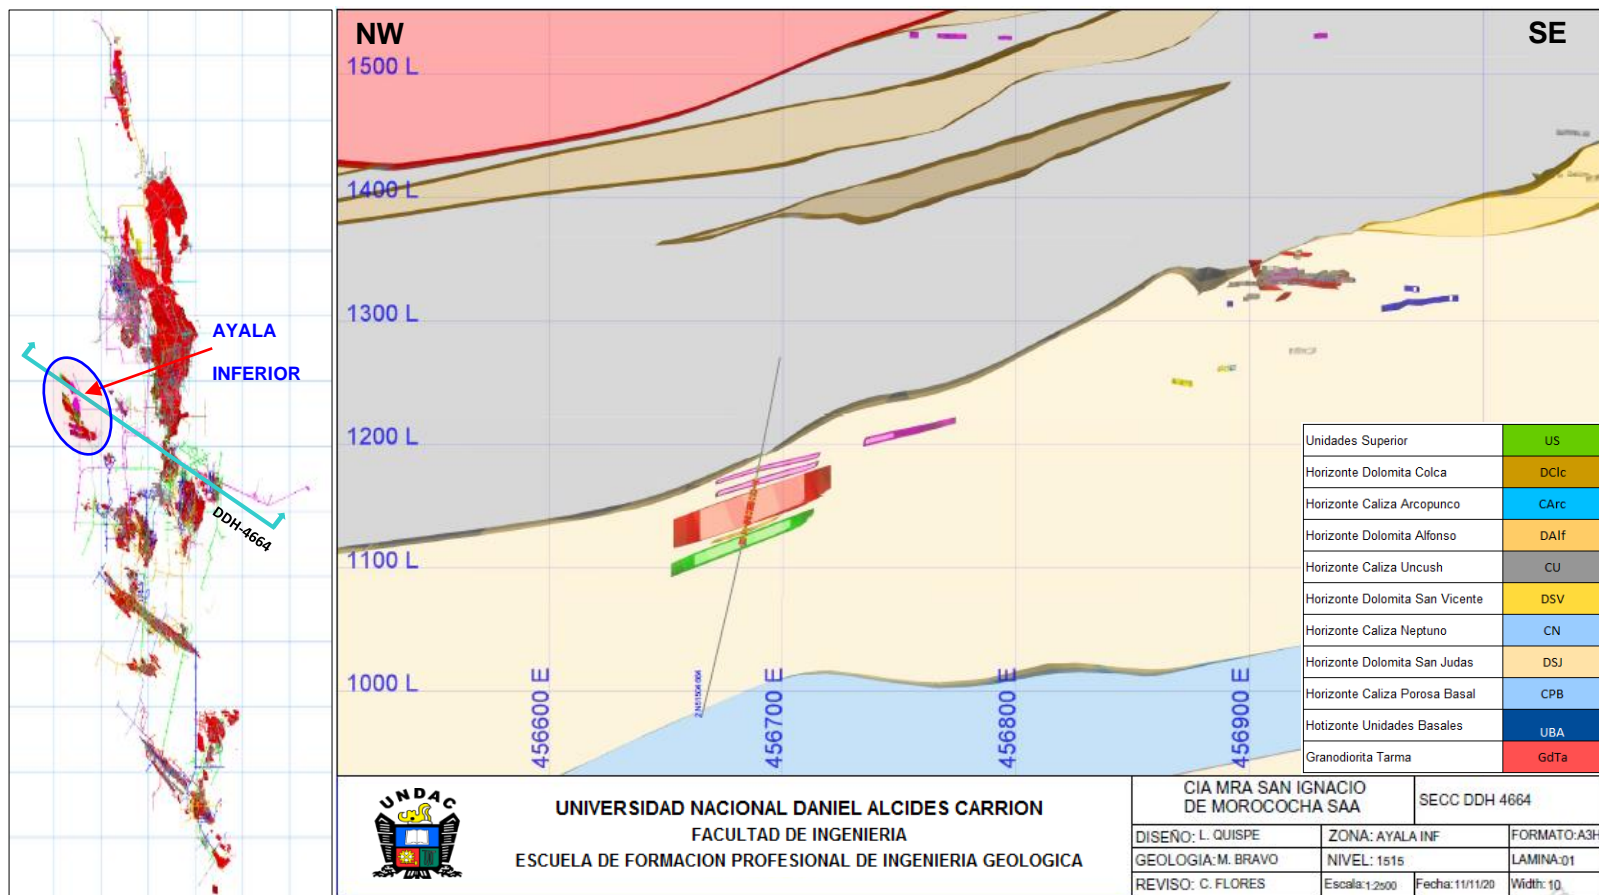 AYALA
INFERIOR
DDH-4664
NW
SE
1500 L
1400 L
1300 L
1200 L
1100 L
1000 L
456600 E
456700 E
456800 E
456900 E
Unidades Superior US
Horizonte Dolomita Colca DClc
Horizonte Caliza Arcopunco CArc
Horizonte Dolomita Alfonso DAlf
Horizonte Caliza Uncush CU
Horizonte Dolomita San Vicente DSV
Horizonte Caliza Neptuno CN
Horizonte Dolomita San Judas DSJ
Horizonte Caliza Porosa Basal CPB
Hotizonte Unidades Basales UBA
Granodiorita Tarma GdTa
UNDAC
UNIVERSIDAD NACIONAL DANIEL ALCIDES CARRION
FACULTAD DE INGENIERIA
ESCUELA DE FORMACION PROFESIONAL DE INGENIERIA GEOLOGICA
CIA MRA SAN IGNACIO
DE MOROCOCHA SAA
SECC DDH 4664
DISEÑO: L. QUISPE ZONA: AYALA INF FORMATO:A3H
GEOLOGIA: M. BRAVO NIVEL: 1515 LAMINA:01
REVISO: C. FLORES Escala:1:2500 Fecha:11/11/20 Width: 10